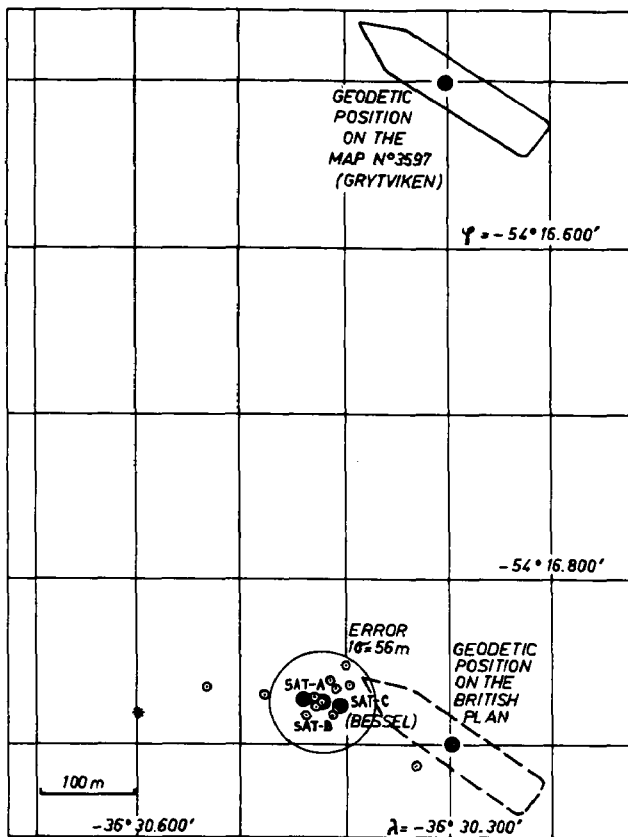 GEODETIC
POSITION
ON THE
MAP N°3597
(GRYTVIKEN)
φ = - 54° 16.600'
- 54° 16.800'
ERROR
1σ=56m
GEODETIC
POSITION
ON THE
BRITISH
PLAN
SAT-A
SAT-C
SAT-B
(BESSEL)
100 m
-36° 30.600'
λ= -36° 30.300'